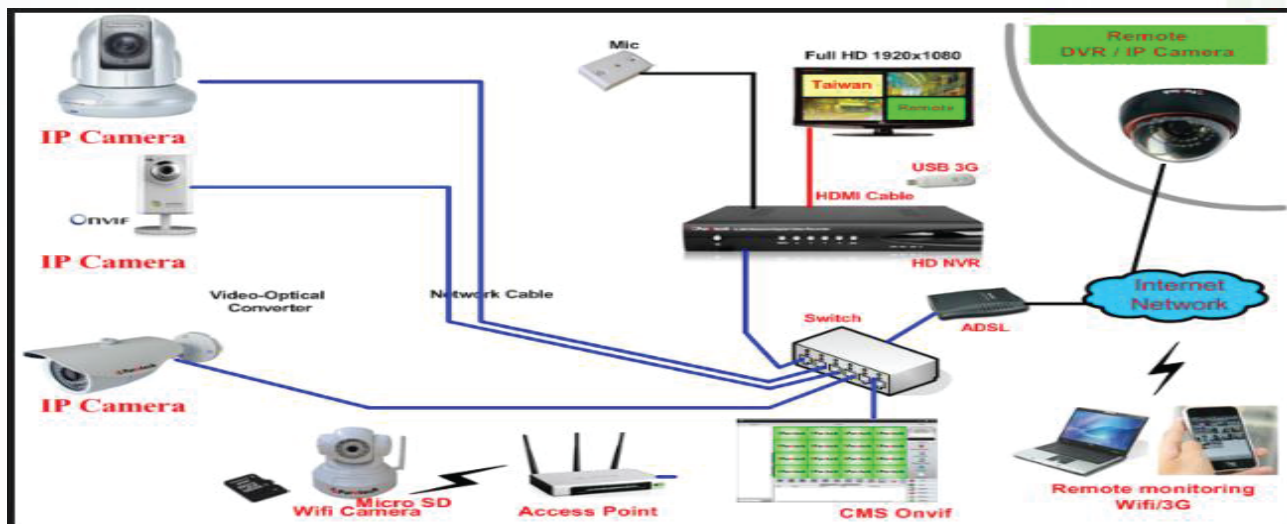 Mic
Full HD 1920x1080
Remote
DVR / IP Camera
Taiwan
Remote
IP Camera
USB 3G
HDMI Cable
ONVIF
HD NVR
IP Camera
Internet
Network
Video-Optical
Converter
Network Cable
Switch
ADSL
IP Camera
Micro SD
Wifi Camera
Access Point
CMS Onvif
Remote monitoring
Wifi/3G